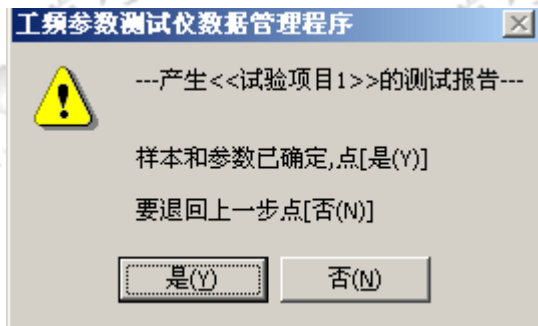 工频参数测试仪数据管理程序
---产生<<试验项目1>>的测试报告---
样本和参数已确定,点[是(Y)]
要退回上一步点[否(N)]
是(Y)
否(N)